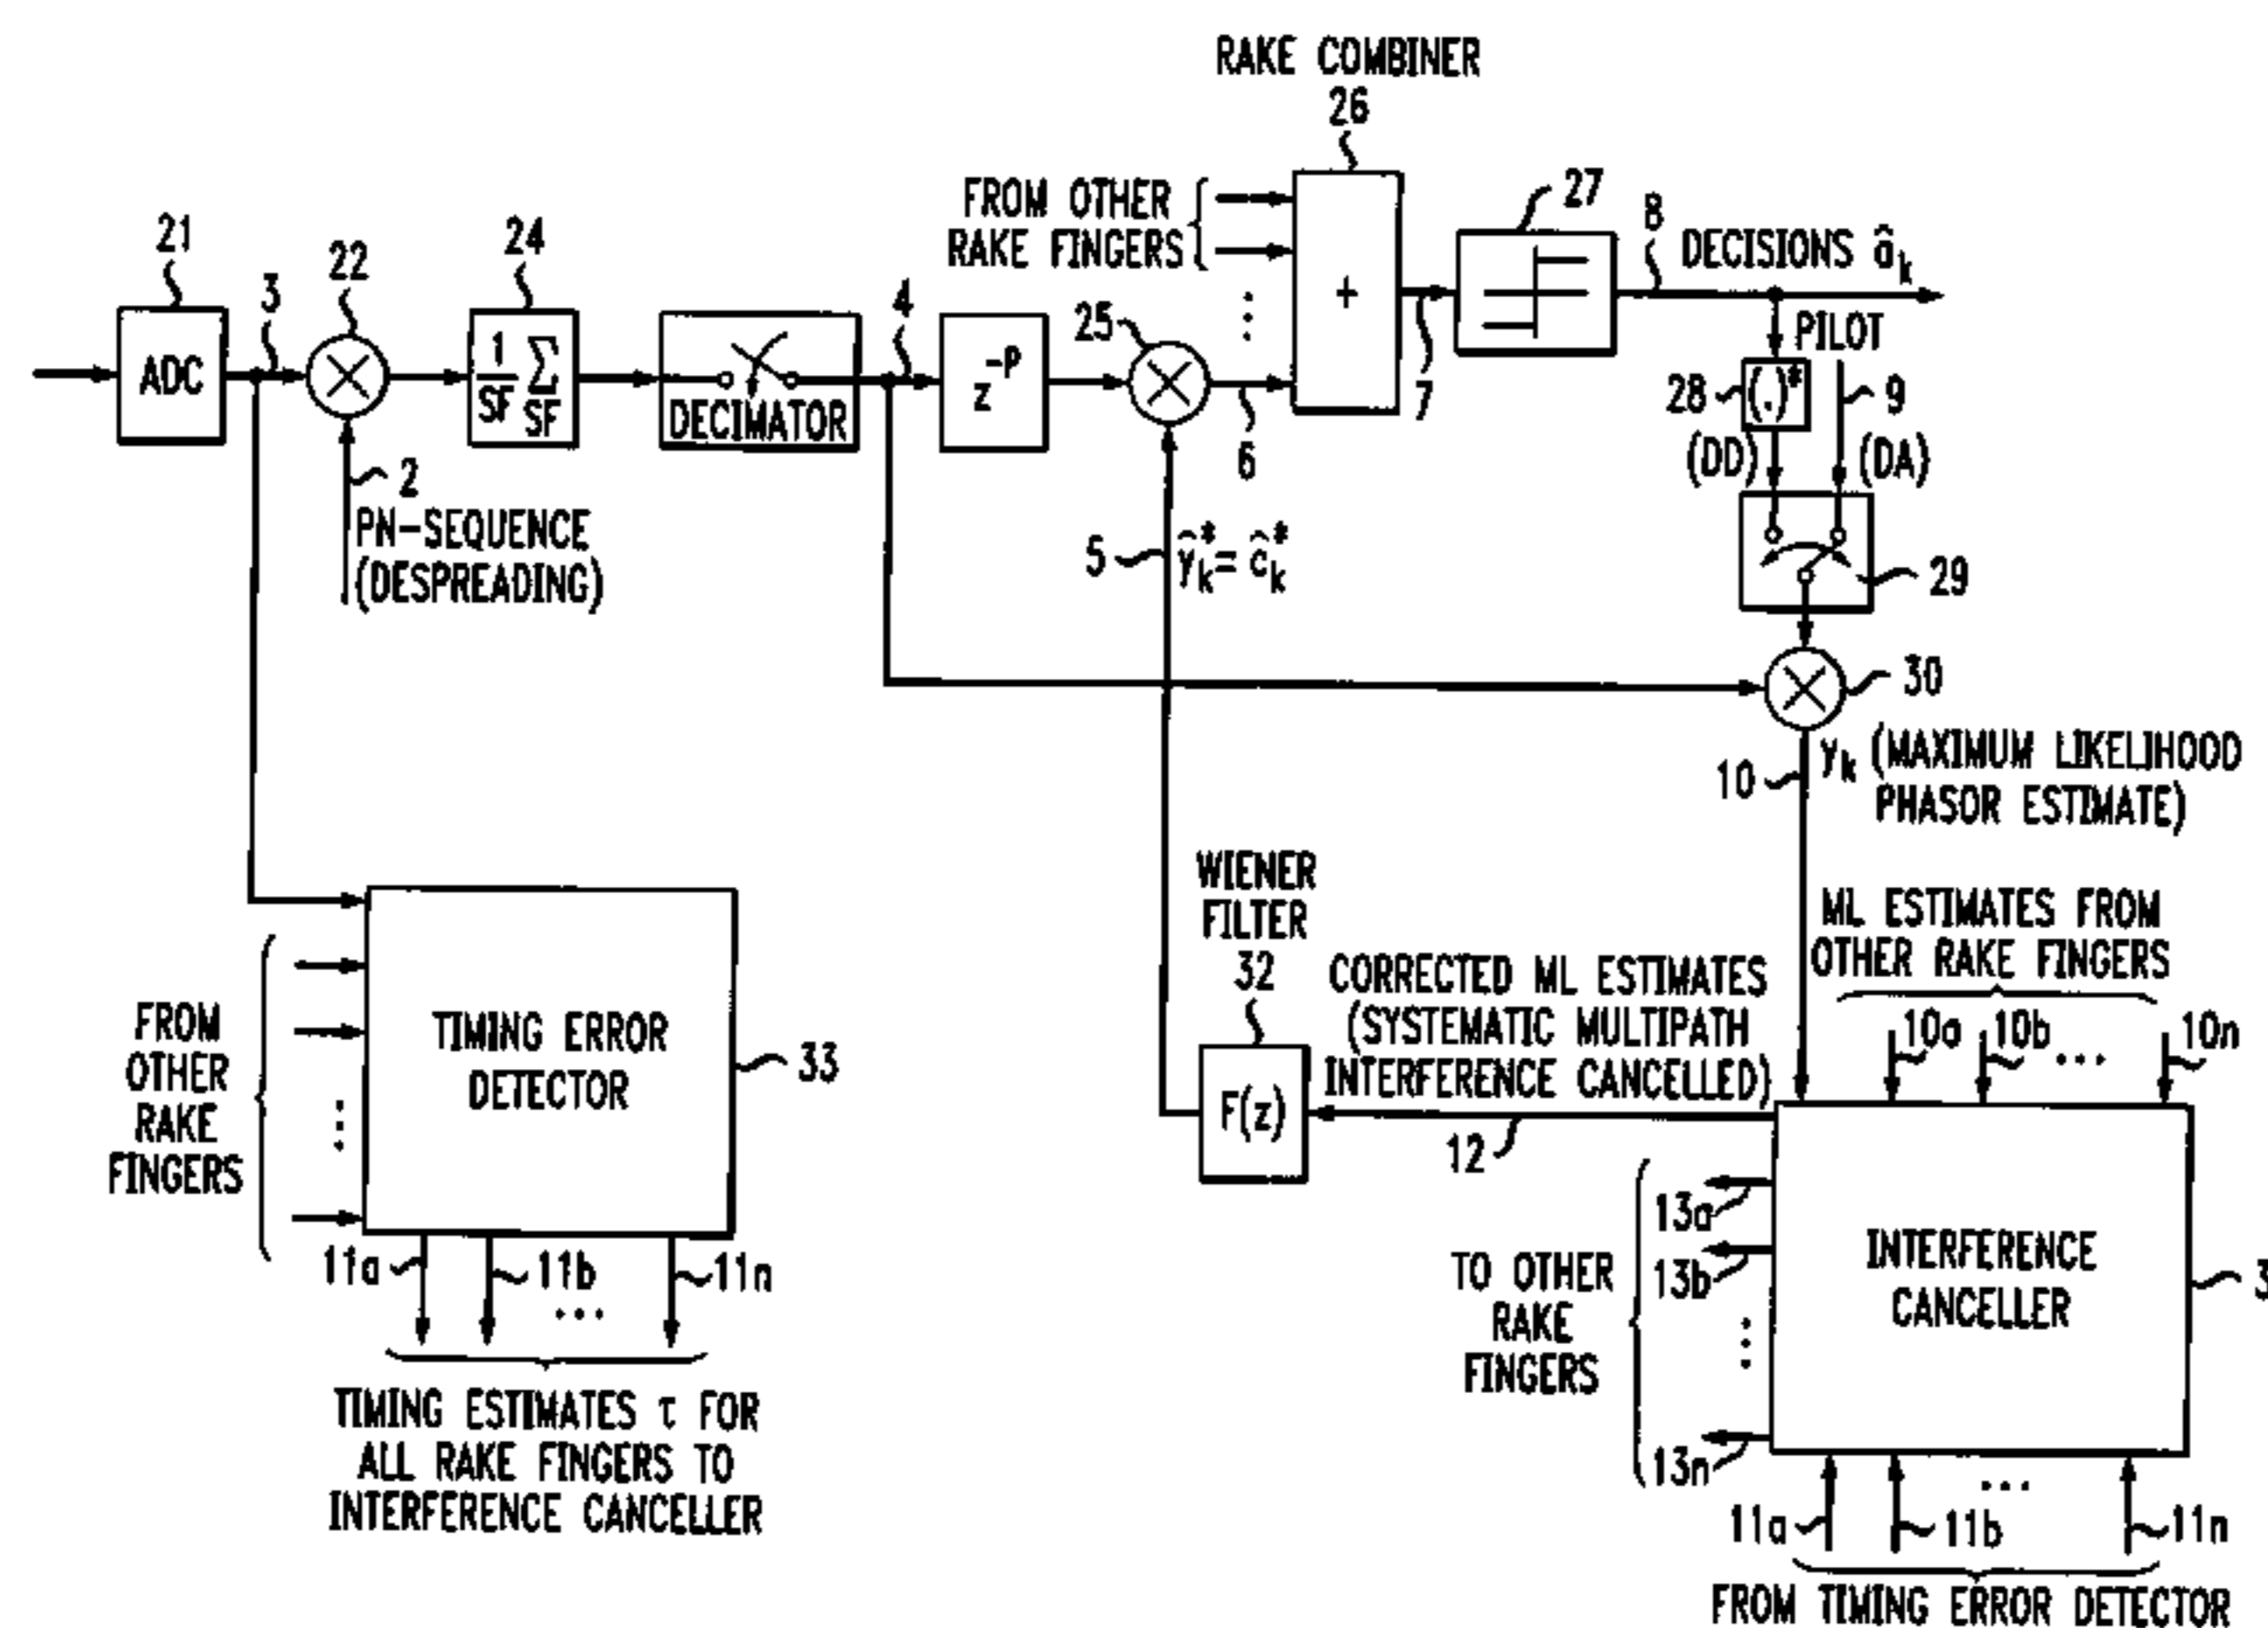 RAKE COMBINER
26
FROM OTHER
RAKE FINGERS
27
8
DECISIONS âₖ
21
3
22
24
4
25
ADC
1/SF Σ SF
DECIMATOR
z^-P
+
6
7
PILOT
28
(.)*
9
(DD)
(DA)
29
2
PN-SEQUENCE
(DESPREADING)
5
ŷ*ₖ= ĉ*ₖ
30
10
yₖ (MAXIMUM LIKELIHOOD
PHASOR ESTIMATE)
WIENER
FILTER
32
F(z)
ML ESTIMATES FROM
OTHER RAKE FINGERS
10a
10b
...
10n
CORRECTED ML ESTIMATES
(SYSTEMATIC MULTIPATH
INTERFERENCE CANCELLED)
12
FROM
OTHER
RAKE
FINGERS
TIMING ERROR
DETECTOR
33
11a
11b
...
11n
TIMING ESTIMATES τ FOR
ALL RAKE FINGERS TO
INTERFERENCE CANCELLER
TO OTHER
RAKE
FINGERS
13a
13b
13n
INTERFERENCE
CANCELLER
11a
11b
...
11n
FROM TIMING ERROR DETECTOR